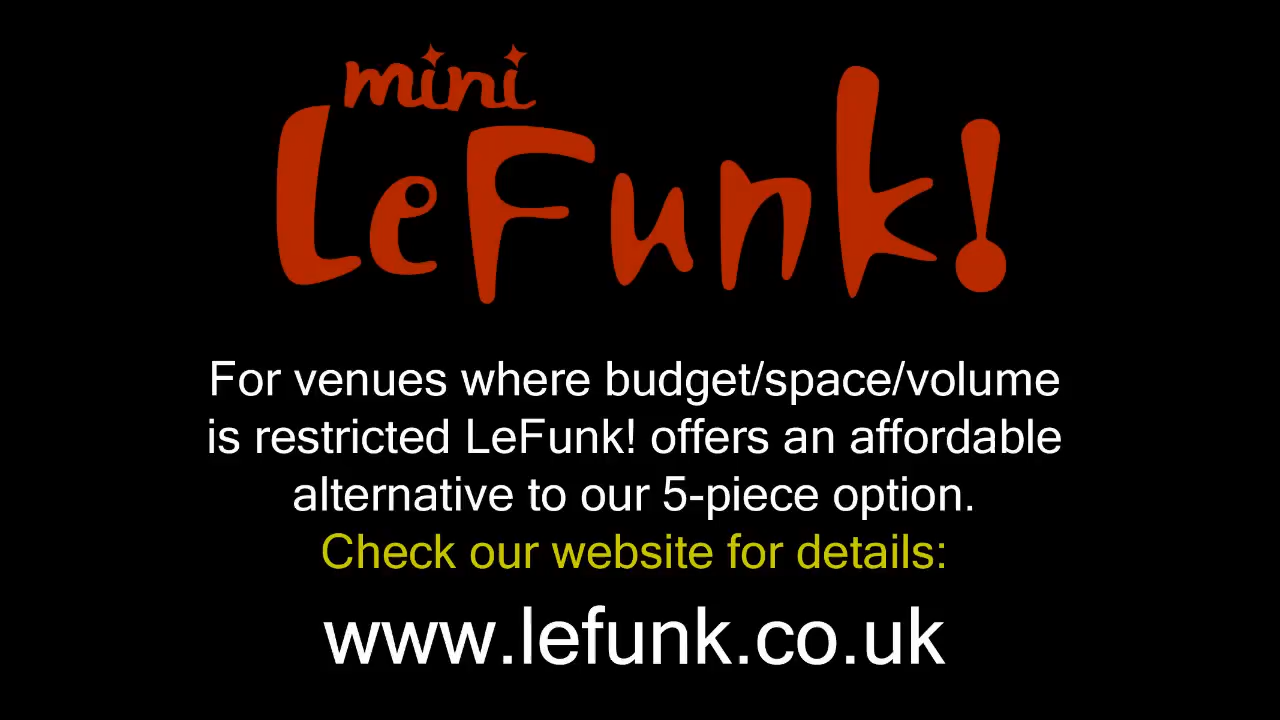 mini
LeFunk!
For venues where budget/space/volume
is restricted LeFunk! offers an affordable
alternative to our 5-piece option.
Check our website for details:
www.lefunk.co.uk